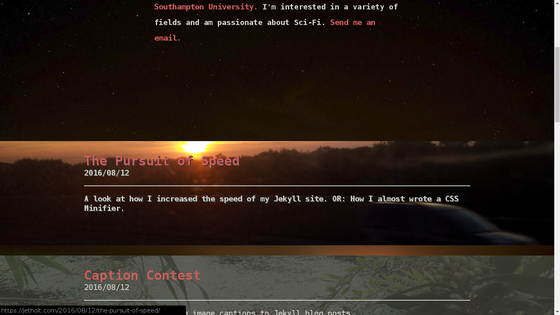 Southampton University. I'm interested in a variety of
fields and am passionate about Sci-Fi. Send me an
email.
The Pursuit of Speed
2016/08/12
A look at how I increased the speed of my Jekyll site. OR: How I almost wrote a CSS
Minifier.
Caption Contest
2016/08/12
image captions to Jekyll blog posts.
https://jetholt.com/2016/08/12/the-pursuit-of-speed/